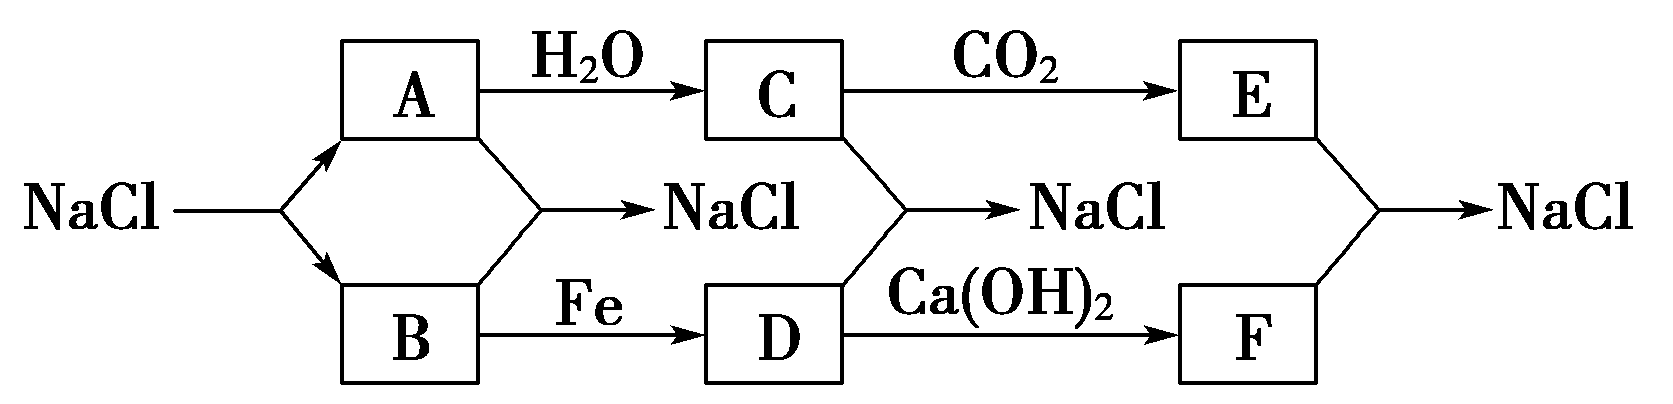 A H₂O C CO₂ E
NaCl NaCl NaCl NaCl
B Fe D Ca(OH)₂ F